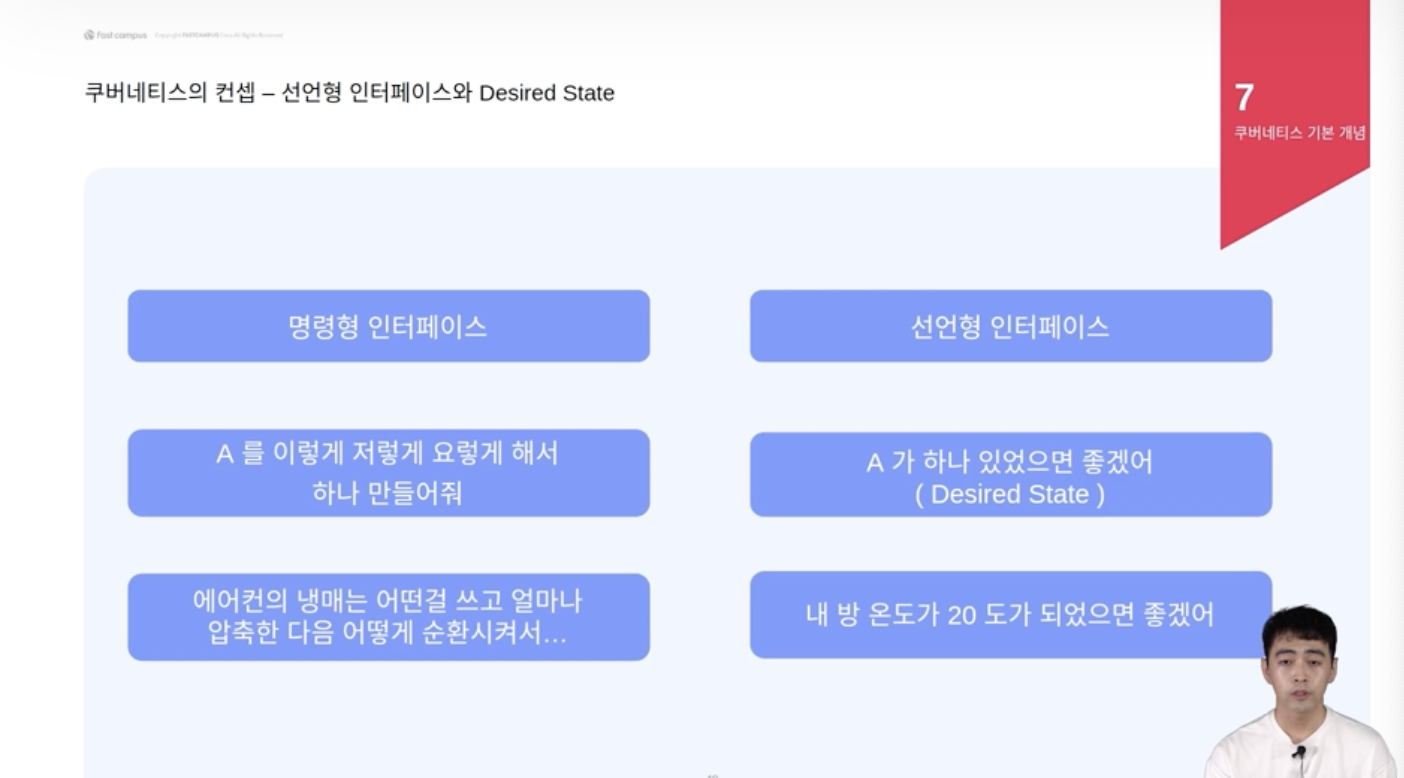 fast campus Copyright FASTCAMPUS Corp. All Rights Reserved
쿠버네티스의 컨셉 – 선언형 인터페이스와 Desired State
7
쿠버네티스 기본 개념
명령형 인터페이스
선언형 인터페이스
A 를 이렇게 저렇게 요렇게 해서
하나 만들어줘
A 가 하나 있었으면 좋겠어
( Desired State )
에어컨의 냉매는 어떤걸 쓰고 얼마나
압축한 다음 어떻게 순환시켜서…
내 방 온도가 20 도가 되었으면 좋겠어